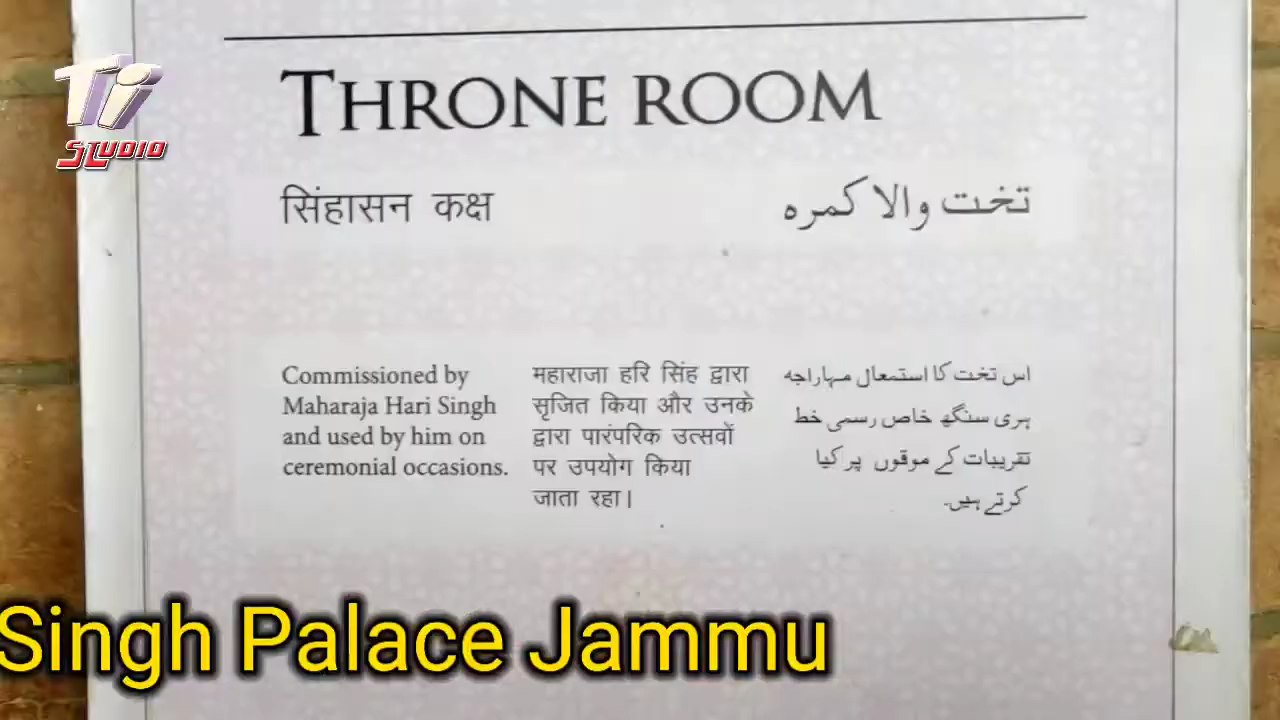 Ti
Studio
THRONE ROOM
सिंहासन कक्ष
تخت والا کمرہ
Commissioned by
Maharaja Hari Singh
and used by him on
ceremonial occasions.
महाराजा हरि सिंह द्वारा
सृजित किया और उनके
द्वारा पारंपरिक उत्सवों
पर उपयोग किया
जाता रहा।
اس تخت کا استمعال مہاراجه
ہری سنگھ خاص رسمی خط
تقریبات کے موقوں پر کیا
کرتے ہیں۔
Singh Palace Jammu